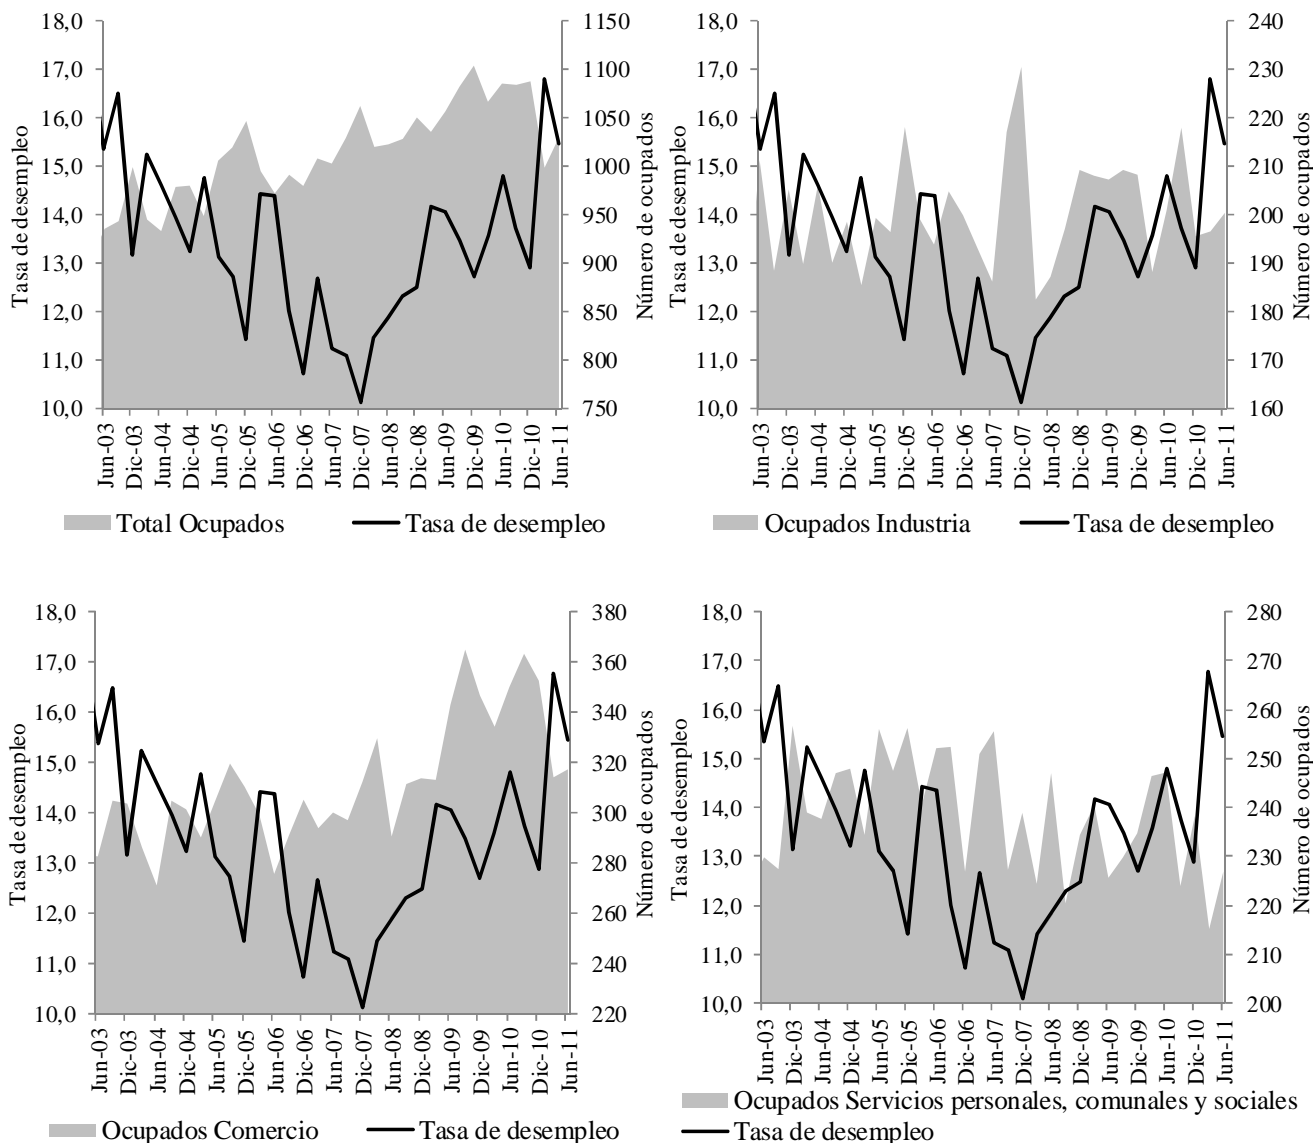 18,0
17,0
16,0
15,0
14,0
13,0
12,0
11,0
10,0
Tasa de desempleo
1150
1100
1050
1000
950
900
850
800
750
Número de ocupados
Jun-03
Dic-03
Jun-04
Dic-04
Jun-05
Dic-05
Jun-06
Dic-06
Jun-07
Dic-07
Jun-08
Dic-08
Jun-09
Dic-09
Jun-10
Dic-10
Jun-11
Total Ocupados
Tasa de desempleo
18,0
17,0
16,0
15,0
14,0
13,0
12,0
11,0
10,0
Tasa de desempleo
240
230
220
210
200
190
180
170
160
Número de ocupados
Jun-03
Dic-03
Jun-04
Dic-04
Jun-05
Dic-05
Jun-06
Dic-06
Jun-07
Dic-07
Jun-08
Dic-08
Jun-09
Dic-09
Jun-10
Dic-10
Jun-11
Ocupados Industria
Tasa de desempleo
18,0
17,0
16,0
15,0
14,0
13,0
12,0
11,0
10,0
Tasa de desempleo
380
360
340
320
300
280
260
240
220
Número de ocupados
Jun-03
Dic-03
Jun-04
Dic-04
Jun-05
Dic-05
Jun-06
Dic-06
Jun-07
Dic-07
Jun-08
Dic-08
Jun-09
Dic-09
Jun-10
Dic-10
Jun-11
Ocupados Comercio
Tasa de desempleo
18,0
17,0
16,0
15,0
14,0
13,0
12,0
11,0
10,0
Tasa de desempleo
280
270
260
250
240
230
220
210
200
Número de ocupados
Jun-03
Dic-03
Jun-04
Dic-04
Jun-05
Dic-05
Jun-06
Dic-06
Jun-07
Dic-07
Jun-08
Dic-08
Jun-09
Dic-09
Jun-10
Dic-10
Jun-11
Ocupados Servicios personales, comunales y sociales
Tasa de desempleo